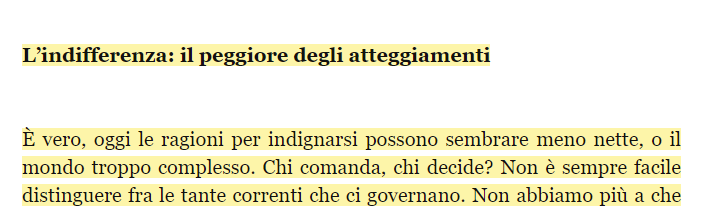 L’indifferenza: il peggiore degli atteggiamenti
È vero, oggi le ragioni per indignarsi possono sembrare meno nette, o il
mondo troppo complesso. Chi comanda, chi decide? Non è sempre facile
distinguere fra le tante correnti che ci governano. Non abbiamo più a che